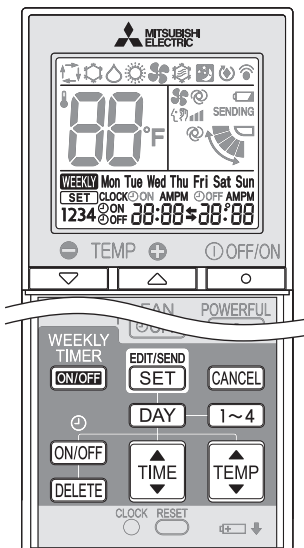 MITSUBISHI
ELECTRIC
88°F
SENDING
WEEKLY Mon Tue Wed Thu Fri Sat Sun
SET CLOCK ON AMPM OFF AMPM
1234 ON OFF 88:88 88:88
TEMP OFF/ON
POWERFUL
WEEKLY
TIMER
EDIT/SEND
ON/OFF SET CANCEL
DAY 1~4
ON/OFF TIME TEMP
DELETE
CLOCK RESET